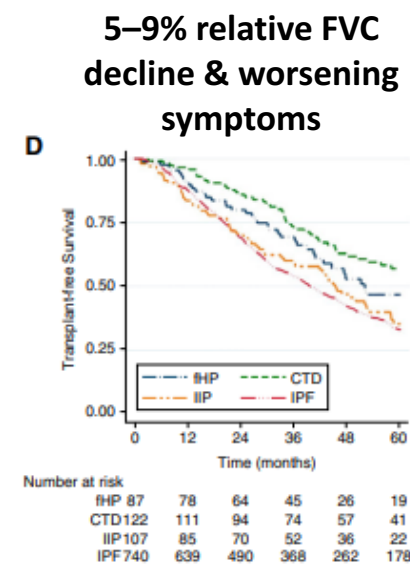 5–9% relative FVC
decline & worsening
symptoms
D
Transplant-free Survival
1.00
0.75
0.50
0.25
0.00
fHP CTD
IIP IPF
0 12 24 36 48 60
Time (months)
Number at risk
fHP 87 78 64 45 26 19
CTD 122 111 94 74 57 41
IIP 107 85 70 52 36 22
IPF 740 639 490 368 262 178